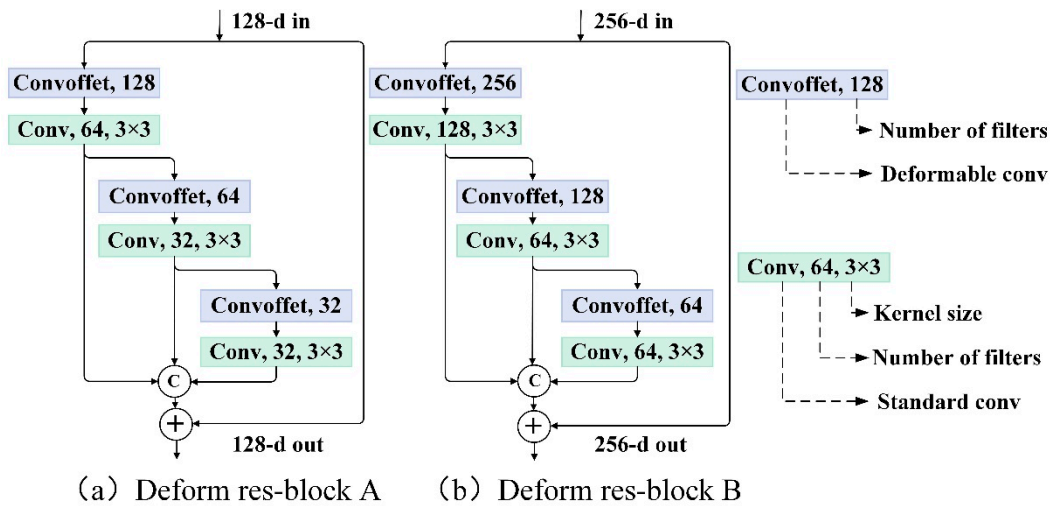 128-d in
Convoffet, 128
Conv, 64, 3×3
Convoffet, 64
Conv, 32, 3×3
Convoffet, 32
Conv, 32, 3×3
C
+
128-d out
(a) Deform res-block A
256-d in
Convoffet, 256
Conv, 128, 3×3
Convoffet, 128
Conv, 64, 3×3
Convoffet, 64
Conv, 64, 3×3
C
+
256-d out
(b) Deform res-block B
Convoffet, 128
Number of filters
Deformable conv
Conv, 64, 3×3
Kernel size
Number of filters
Standard conv